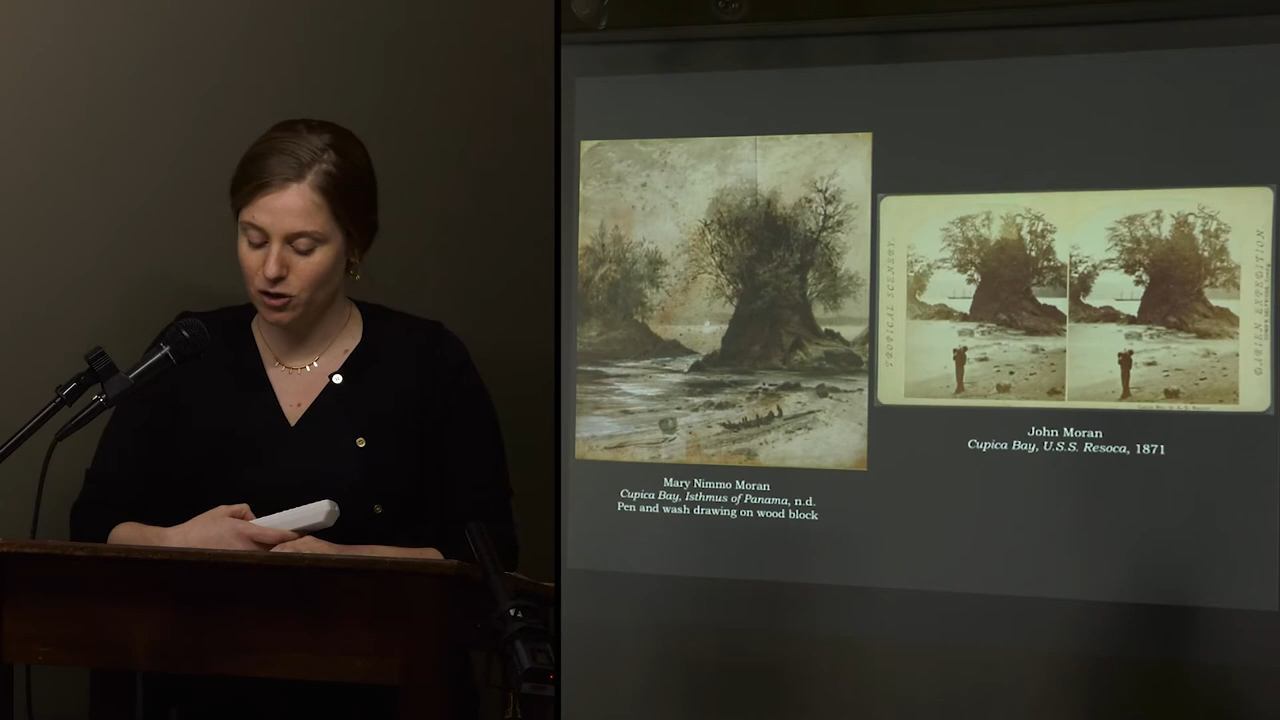 Mary Nimmo Moran
Cupica Bay, Isthmus of Panama, n.d.
Pen and wash drawing on wood block
TROPICAL SCENERY.
DARIEN EXPEDITION.
John Moran
Cupica Bay, U.S.S. Resoca, 1871